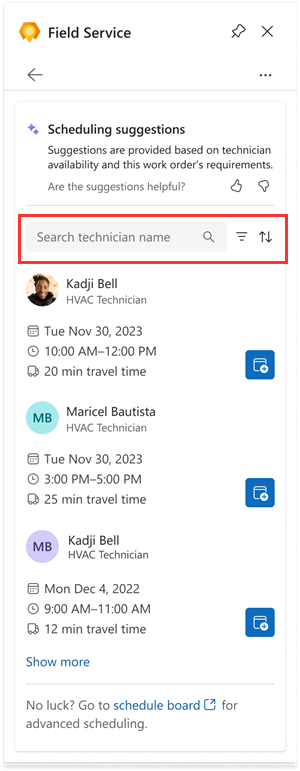 Field Service
Scheduling suggestions
Suggestions are provided based on technician
availability and this work order's requirements.
Are the suggestions helpful?
Search technician name
Kadji Bell
HVAC Technician
Tue Nov 30, 2023
10:00 AM–12:00 PM
20 min travel time
MB
Maricel Bautista
HVAC Technician
Tue Nov 30, 2023
3:00 PM–5:00 PM
25 min travel time
MB
Kadji Bell
HVAC Technician
Mon Dec 4, 2022
9:00 AM–11:00 AM
12 min travel time
Show more
No luck? Go to schedule board for
advanced scheduling.